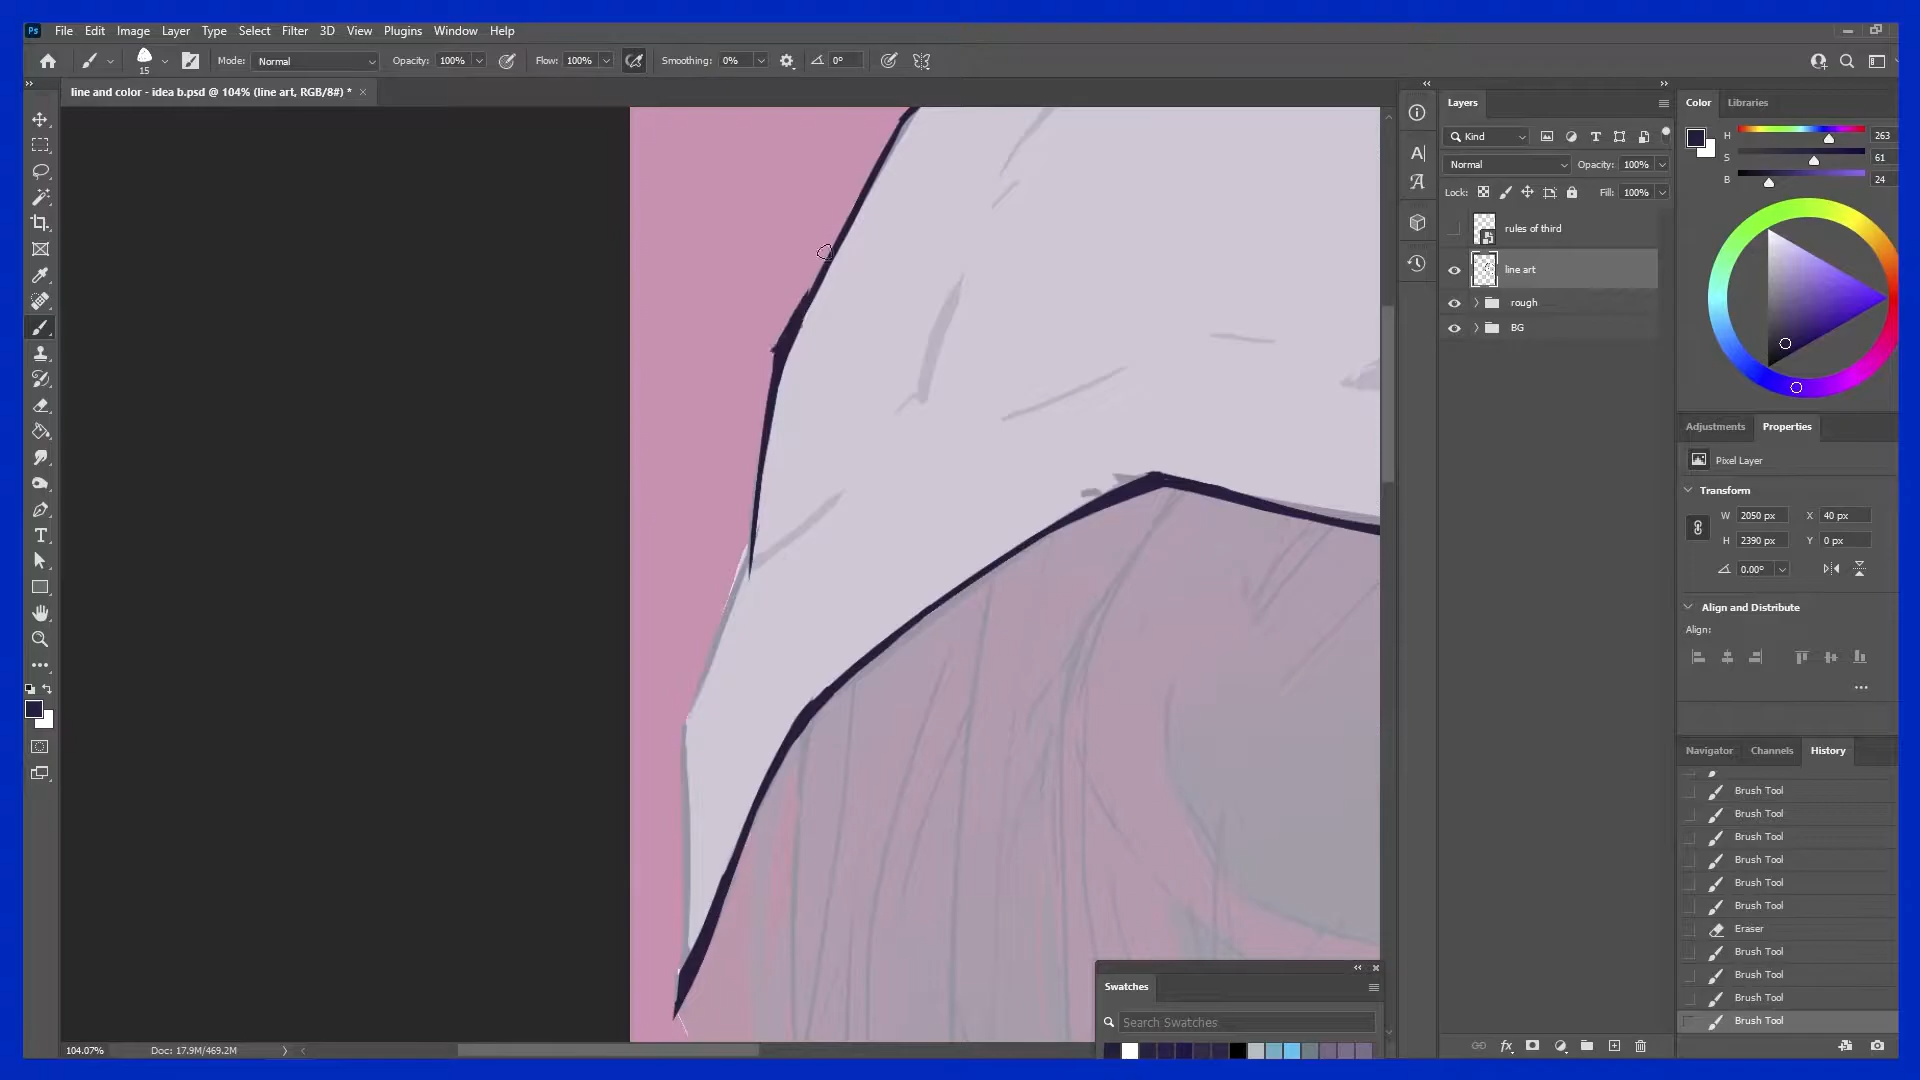 Ps File Edit Image Layer Type Select Filter 3D View Plugins Window Help
15 Mode: Normal Opacity: 100% Flow: 100% Smoothing: 0% 0°
line and color - idea b.psd @ 104% (line art, RGB/8#) *
Layers
Kind
Normal Opacity: 100%
Lock: Fill: 100%
rules of third
line art
rough
BG
Color Libraries
H 263
S 61
B 24
Adjustments Properties
Pixel Layer
Transform
W 2050 px X 40 px
H 2390 px Y 0 px
0.00°
Align and Distribute
Align:
Navigator Channels History
Brush Tool
Brush Tool
Brush Tool
Brush Tool
Brush Tool
Brush Tool
Eraser
Brush Tool
Brush Tool
Brush Tool
Brush Tool
Swatches
Search Swatches
104.07% Doc: 17.9M/469.2M